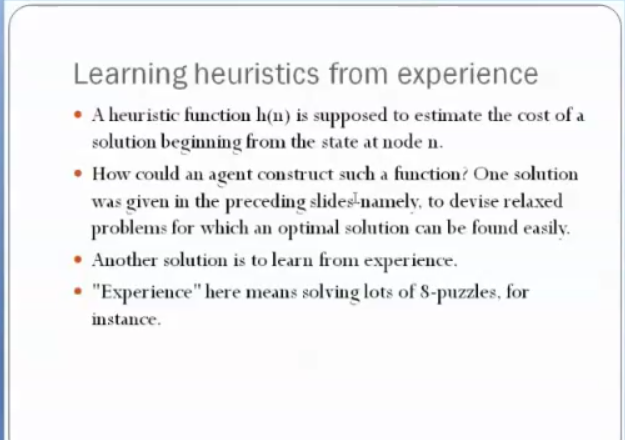 Learning heuristics from experience
• A heuristic function h(n) is supposed to estimate the cost of a
solution beginning from the state at node n.
• How could an agent construct such a function? One solution
was given in the preceding slides-namely, to devise relaxed
problems for which an optimal solution can be found easily.
• Another solution is to learn from experience.
• "Experience" here means solving lots of 8-puzzles, for
instance.